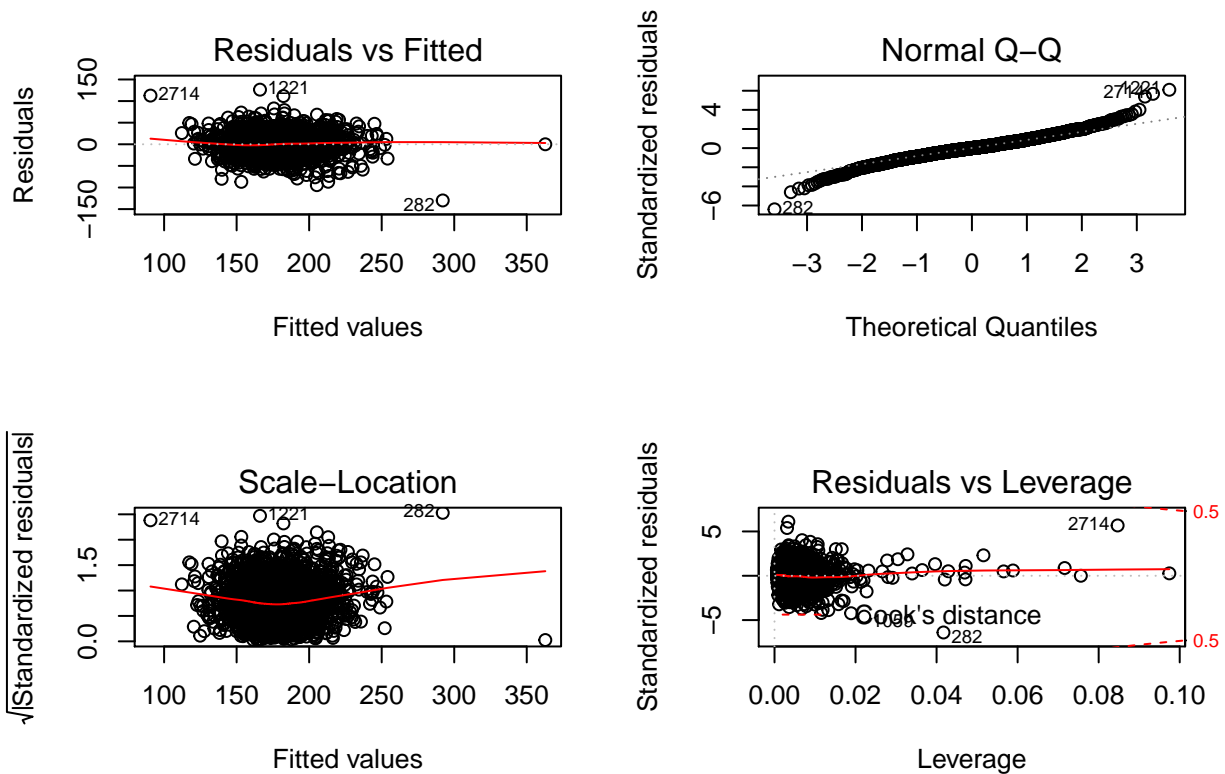 Residuals vs Fitted
Residuals
−150 0 150
2714
1221
282
100 150 200 250 300 350
Fitted values
Normal Q−Q
Standardized residuals
−6 0 4
1221
2714
282
−3 −2 −1 0 1 2 3
Theoretical Quantiles
Scale−Location
√|Standardized residuals|
0.0 1.5
2714
1221
282
100 150 200 250 300 350
Fitted values
Residuals vs Leverage
Standardized residuals
−5 0 5
2714
0.5
Cook's distance
1059
282
0.5
0.00 0.02 0.04 0.06 0.08 0.10
Leverage